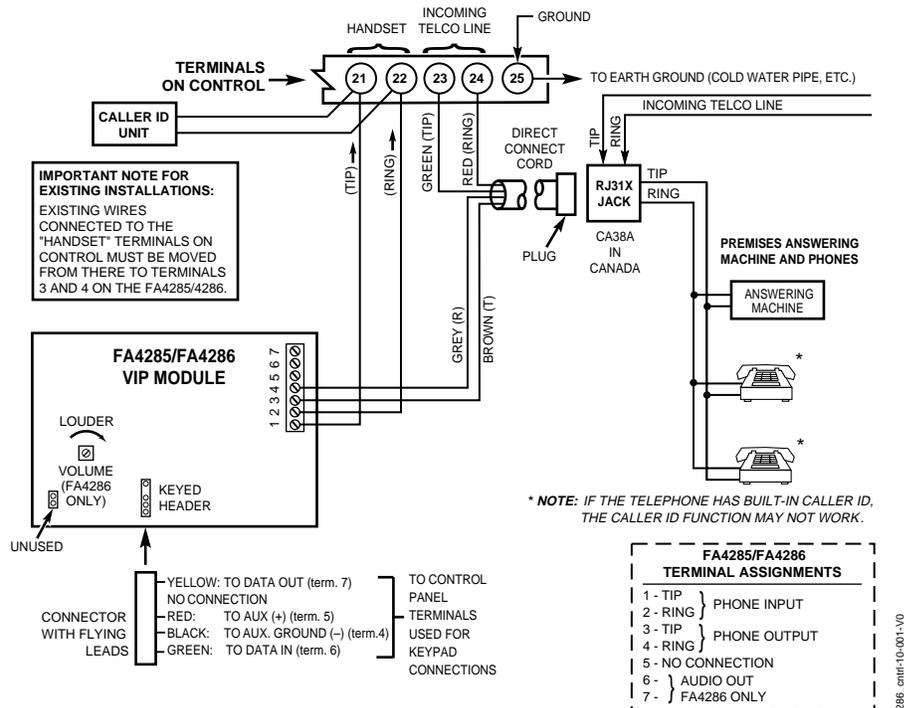 HANDSET
INCOMING
TELCO LINE
GROUND
TERMINALS
ON CONTROL
21 22 23 24 25
TO EARTH GROUND (COLD WATER PIPE, ETC.)
INCOMING TELCO LINE
CALLER ID
UNIT
(TIP)
(RING)
GREEN (TIP)
RED (RING)
DIRECT
CONNECT
CORD
TIP
RING
RJ31X
JACK
TIP
RING
CA38A
IN
CANADA
PLUG
IMPORTANT NOTE FOR
EXISTING INSTALLATIONS:
EXISTING WIRES
CONNECTED TO THE
"HANDSET" TERMINALS ON
CONTROL MUST BE MOVED
FROM THERE TO TERMINALS
3 AND 4 ON THE FA4285/4286.
PREMISES ANSWERING
MACHINE AND PHONES
ANSWERING
MACHINE
*
*
GREY (R)
BROWN (T)
FA4285/FA4286
VIP MODULE
1 2 3 4 5 6 7
LOUDER
VOLUME
(FA4286
ONLY)
KEYED
HEADER
UNUSED
* NOTE: IF THE TELEPHONE HAS BUILT-IN CALLER ID,
THE CALLER ID FUNCTION MAY NOT WORK.
CONNECTOR
WITH FLYING
LEADS
YELLOW: TO DATA OUT (term. 7)
NO CONNECTION
RED: TO AUX (+) (term. 5)
BLACK: TO AUX. GROUND (–) (term.4)
GREEN: TO DATA IN (term. 6)
TO CONTROL
PANEL
TERMINALS
USED FOR
KEYPAD
CONNECTIONS
FA4285/FA4286
TERMINAL ASSIGNMENTS
1 - TIP
2 - RING
} PHONE INPUT
3 - TIP
4 - RING
} PHONE OUTPUT
5 - NO CONNECTION
6 -
7 -
} AUDIO OUT
FA4286 ONLY
286_cntrl-10-001-V0